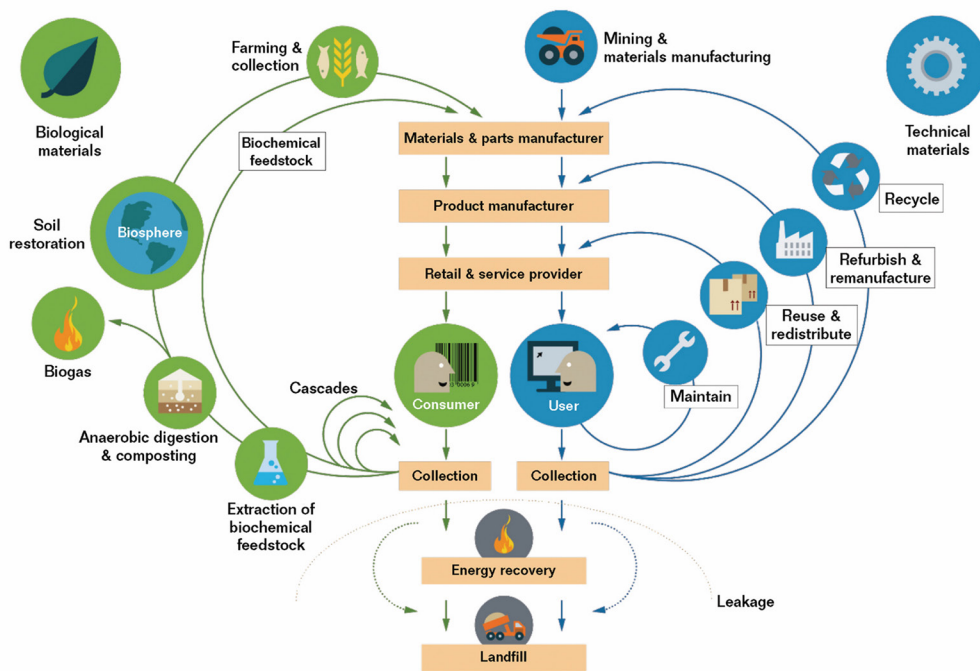 Farming &
collection
Mining &
materials manufacturing
Biological
materials
Technical
materials
Biochemical
feedstock
Materials & parts manufacturer
Recycle
Soil
restoration
Biosphere
Product manufacturer
Refurbish &
remanufacture
Retail & service provider
Reuse &
redistribute
Biogas
Maintain
Cascades
Consumer
User
Anaerobic digestion
& composting
Collection
Collection
Extraction of
biochemical
feedstock
Energy recovery
Leakage
Landfill